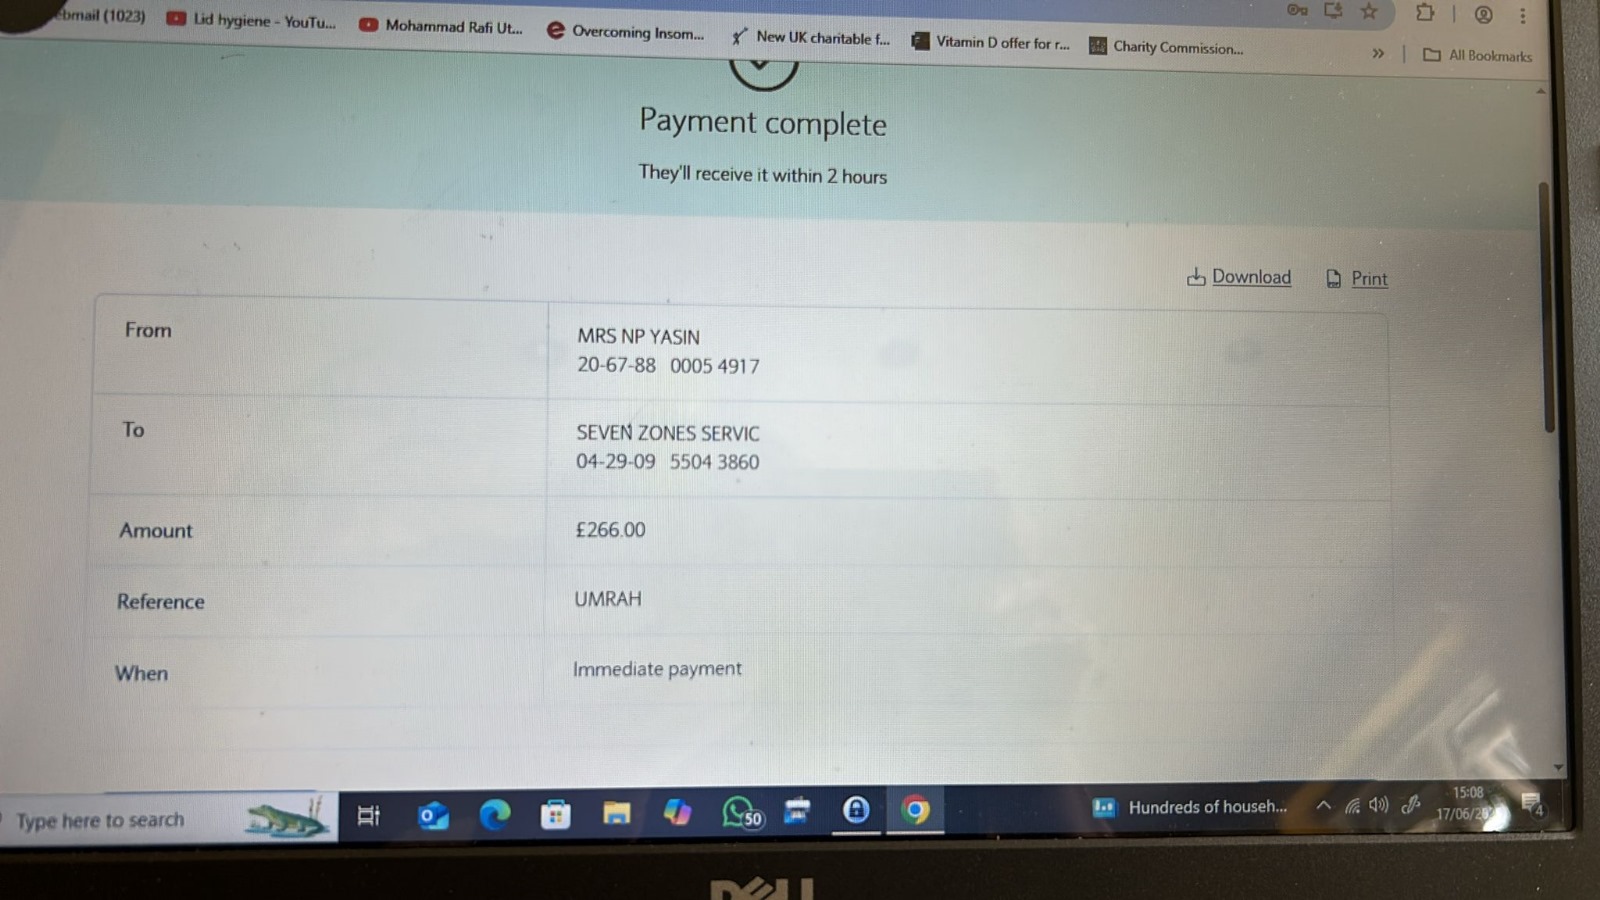 ebmail (1023) Lid hygiene - YouTu... Mohammad Rafi Ut... Overcoming Insom... New UK charitable f... Vitamin D offer for r... Charity Commission...
» All Bookmarks
Payment complete
They'll receive it within 2 hours
Download Print
From
MRS NP YASIN
20-67-88 0005 4917
To
SEVEN ZONES SERVIC
04-29-09 5504 3860
Amount £266.00
Reference UMRAH
When Immediate payment
Type here to search
50
Hundreds of househ...
15:08
17/06/20
4
DELL